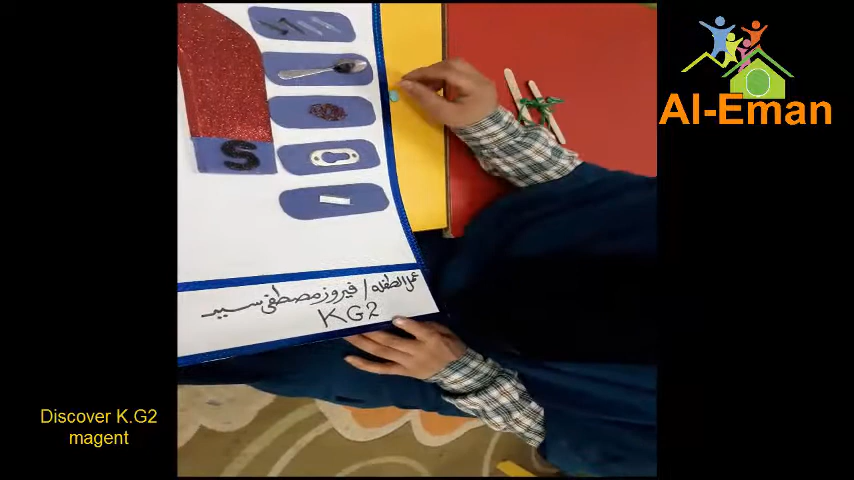 Al-Eman
S
عمل الطفله / فيروز مصطفى سيد
KG2
Discover K.G2
magent